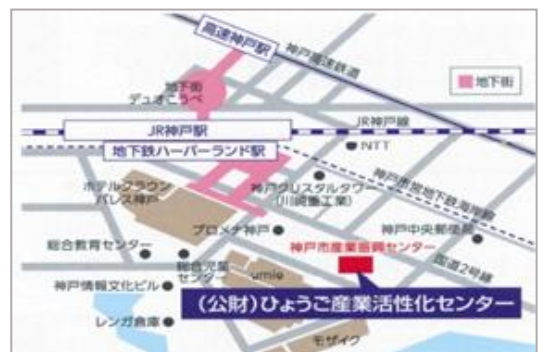 高速神戸駅
神戸高速鉄道
地下街
デュオこうべ
地下街
JR神戸駅
JR神戸線
地下鉄ハーバーランド駅
NTT
神戸市営地下鉄海岸線
ホテルクラウン
パレス神戸
神戸クリスタルタワー
(川崎重工業)
プロメナ神戸
神戸中央郵便局
総合教育センター
神戸市産業振興センター
国道2号線
総合児童
センター
umie
神戸情報文化ビル
(公財)ひょうご産業活性化センター
レンガ倉庫
モザイク